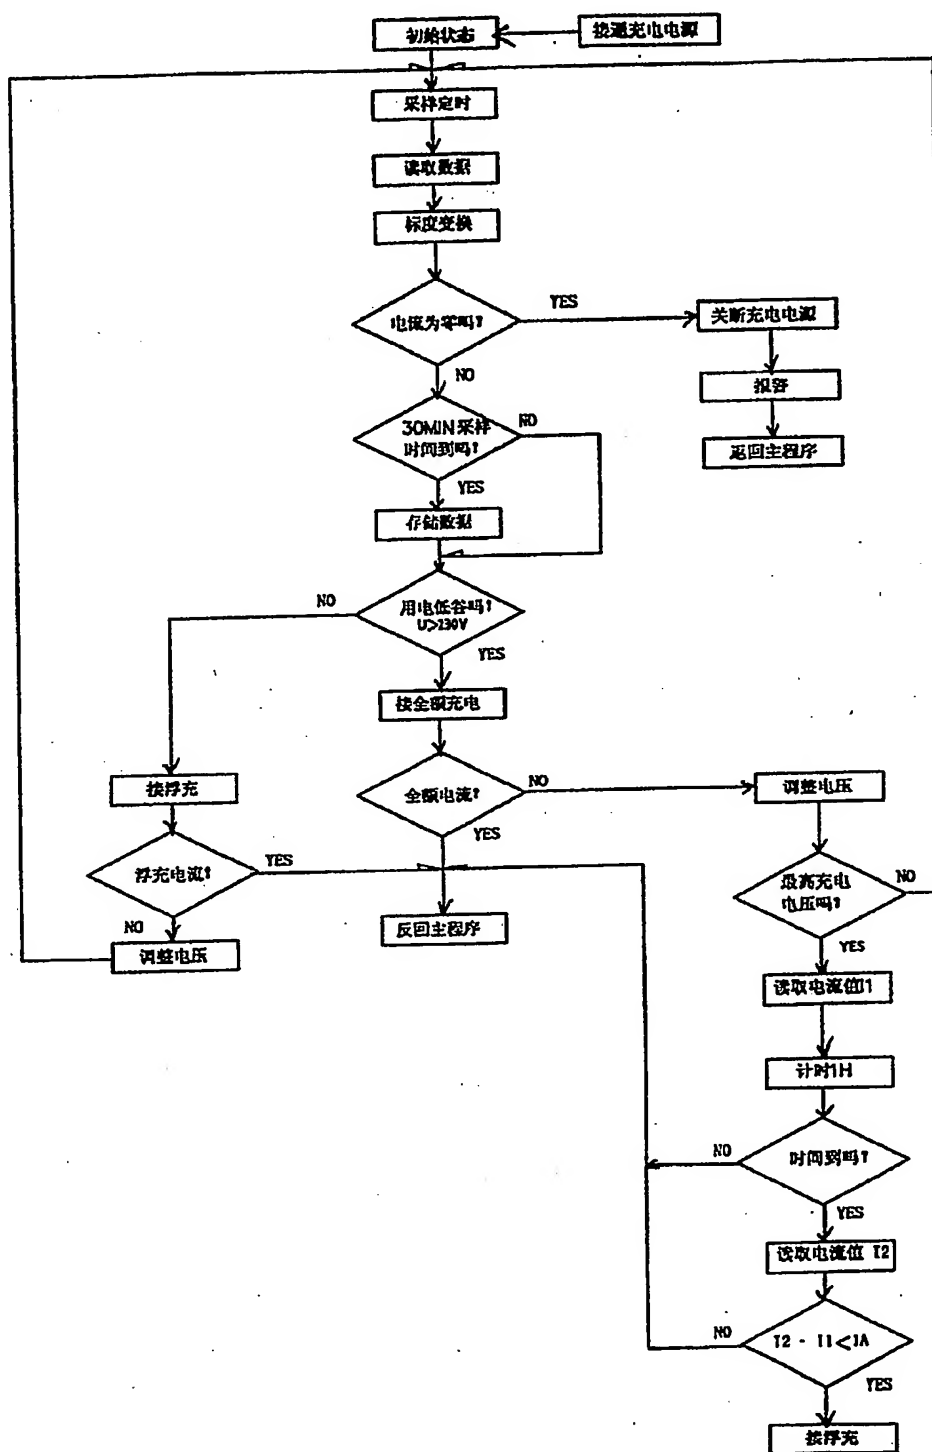 初始状态
接通充电电源
采样定时
读取数据
标度变换
电流为零吗?
YES
关断充电电源
NO
报答
返回主程序
30MIN 采样
时间到吗?
NO
YES
存储数据
用电低谷吗?
U>230V
NO
YES
接全额充电
接浮充
全额电流?
NO
调整电压
YES
浮充电流?
YES
最高充电
电压吗?
NO
反回主程序
NO
调整电压
YES
读取电流值I1
计时1H
时间到吗?
NO
YES
读取电流值 I2
I2 - I1<1A
NO
YES
接浮充